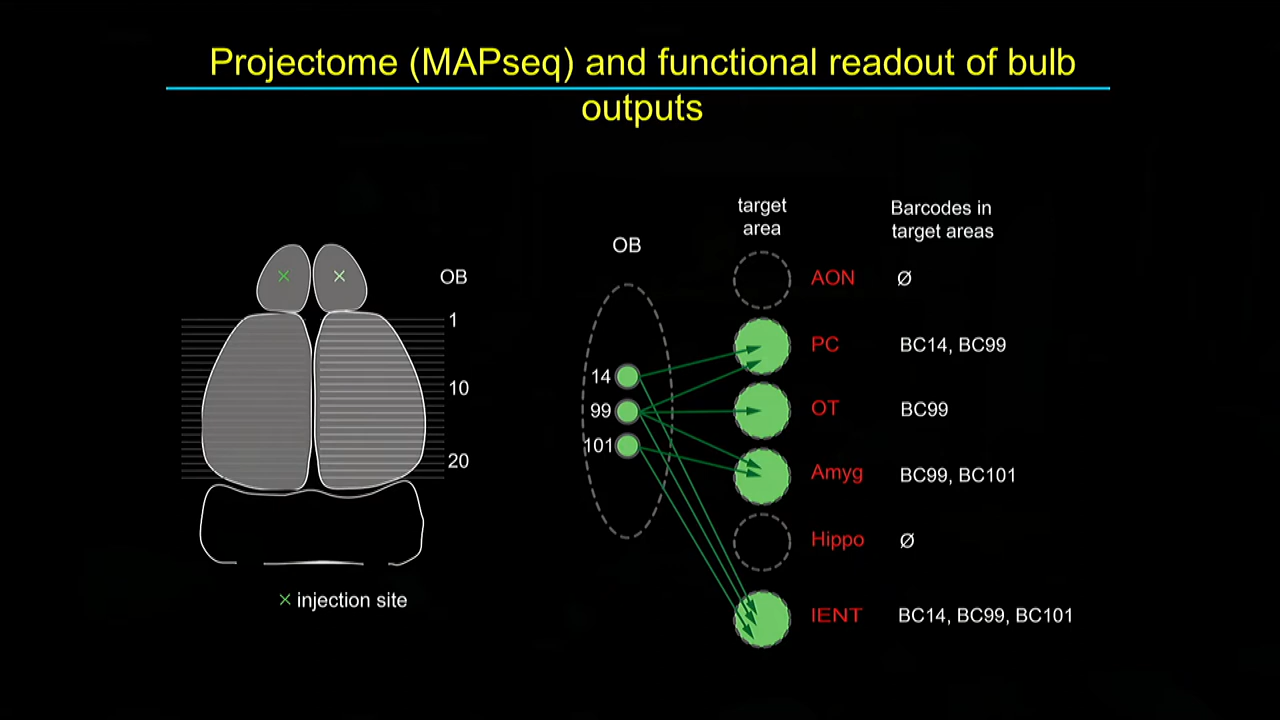 Projectome (MAPseq) and functional readout of bulb
outputs
OB
1
10
20
× injection site
OB
14
99
101
target
area
Barcodes in
target areas
AON Ø
PC BC14, BC99
OT BC99
Amyg BC99, BC101
Hippo Ø
IENT BC14, BC99, BC101